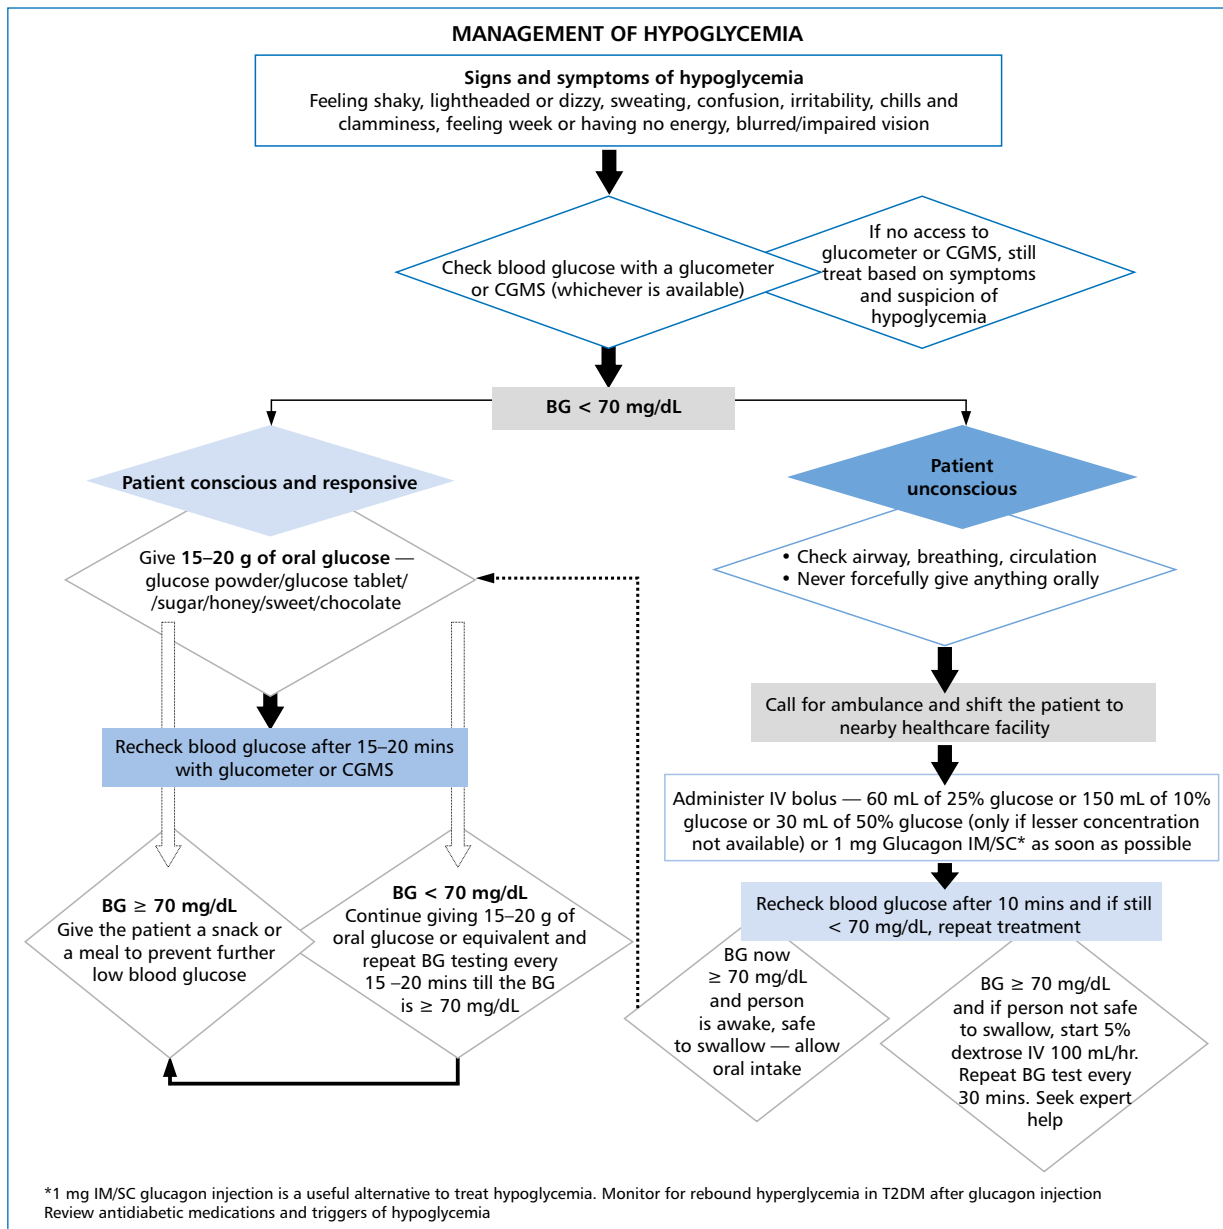 MANAGEMENT OF HYPOGLYCEMIA
Signs and symptoms of hypoglycemia
Feeling shaky, lightheaded or dizzy, sweating, confusion, irritability, chills and
clamminess, feeling week or having no energy, blurred/impaired vision
Check blood glucose with a glucometer
or CGMS (whichever is available)
If no access to
glucometer or CGMS, still
treat based on symptoms
and suspicion of
hypoglycemia
BG < 70 mg/dL
Patient conscious and responsive
Give 15–20 g of oral glucose —
glucose powder/glucose tablet/
/sugar/honey/sweet/chocolate
Recheck blood glucose after 15–20 mins
with glucometer or CGMS
BG ≥ 70 mg/dL
Give the patient a snack or
a meal to prevent further
low blood glucose
BG < 70 mg/dL
Continue giving 15–20 g of
oral glucose or equivalent and
repeat BG testing every
15 –20 mins till the BG
is ≥ 70 mg/dL
Patient
unconscious
• Check airway, breathing, circulation
• Never forcefully give anything orally
Call for ambulance and shift the patient to
nearby healthcare facility
Administer IV bolus — 60 mL of 25% glucose or 150 mL of 10%
glucose or 30 mL of 50% glucose (only if lesser concentration
not available) or 1 mg Glucagon IM/SC* as soon as possible
Recheck blood glucose after 10 mins and if still
< 70 mg/dL, repeat treatment
BG now
≥ 70 mg/dL
and person
is awake, safe
to swallow — allow
oral intake
BG ≥ 70 mg/dL
and if person not safe
to swallow, start 5%
dextrose IV 100 mL/hr.
Repeat BG test every
30 mins. Seek expert
help
*1 mg IM/SC glucagon injection is a useful alternative to treat hypoglycemia. Monitor for rebound hyperglycemia in T2DM after glucagon injection
Review antidiabetic medications and triggers of hypoglycemia